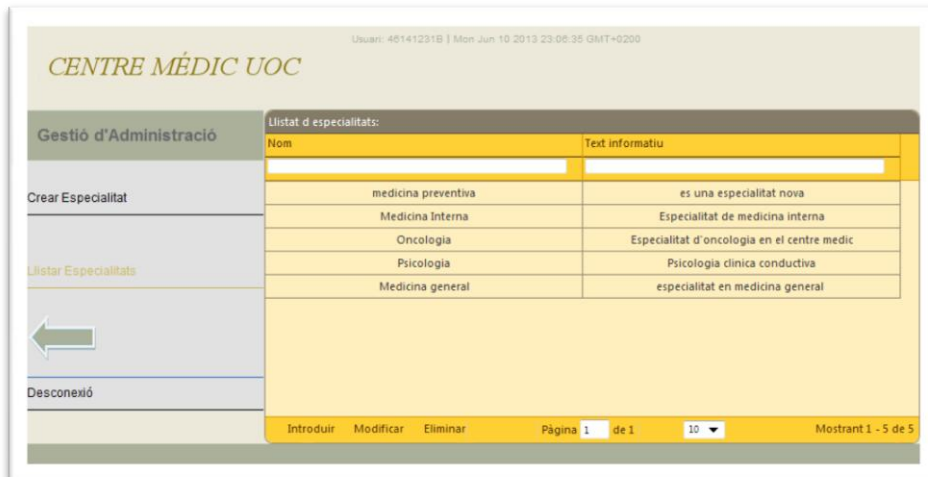 Usuari: 46141231B | Mon Jun 10 2013 23:06:35 GMT+0200
CENTRE MÉDIC UOC
Gestió d'Administració
Crear Especialitat
Llistar Especialitats
Desconexió
Llistat d especialitats:
Nom Text informatiu
medicina preventiva es una especialitat nova
Medicina Interna Especialitat de medicina interna
Oncologia Especialitat d'oncologia en el centre medic
Psicologia Psicologia clinica conductiva
Medicina general especialitat en medicina general
Introduir Modificar Eliminar Pàgina 1 de 1 10 Mostrant 1 - 5 de 5